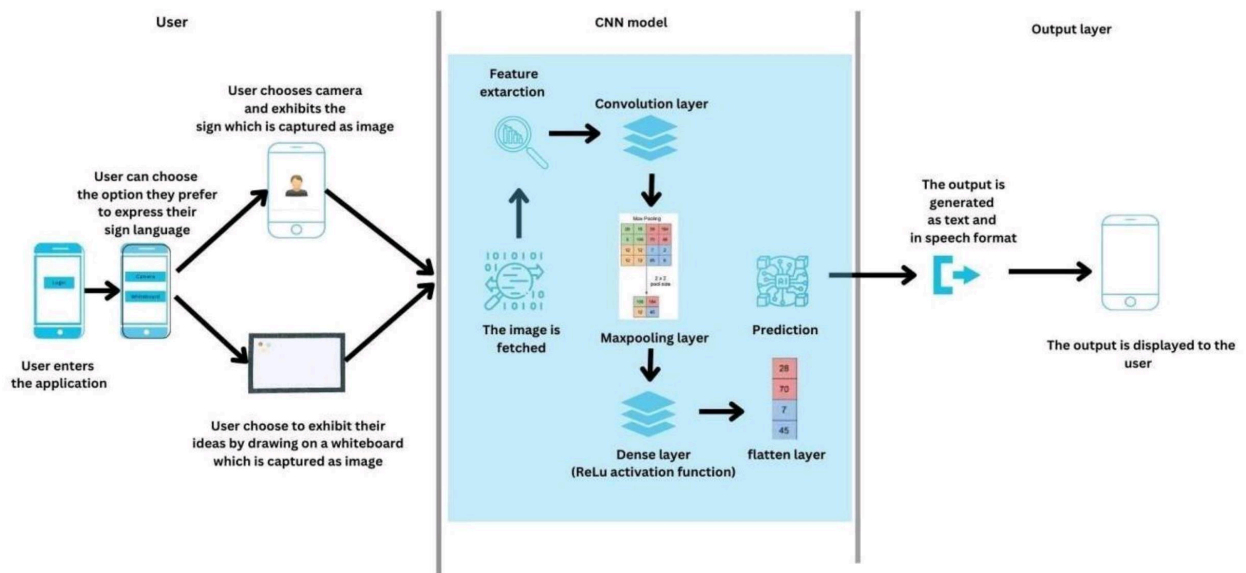 User
CNN model
Output layer
User chooses camera
and exhibits the
sign which is captured as image
User can choose
the option they prefer
to express their
sign language
Login
Camera
Whiteboard
User enters
the application
User choose to exhibit their
ideas by drawing on a whiteboard
which is captured as image
Feature
extarction
Convolution layer
1010101
01
10
10101
The image is
fetched
Max Pooling
2 x 2
pool size
Maxpooling layer
Dense layer
(ReLu activation function)
28
70
7
45
flatten layer
Prediction
The output is
generated
as text and
in speech format
The output is displayed to the
user